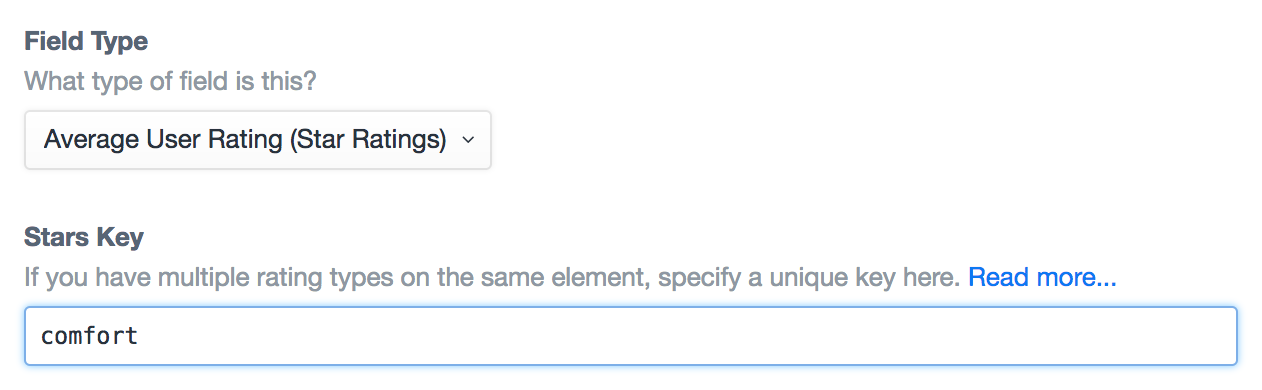 Field Type
What type of field is this?
Average User Rating (Star Ratings)
Stars Key
If you have multiple rating types on the same element, specify a unique key here. Read more...
comfort